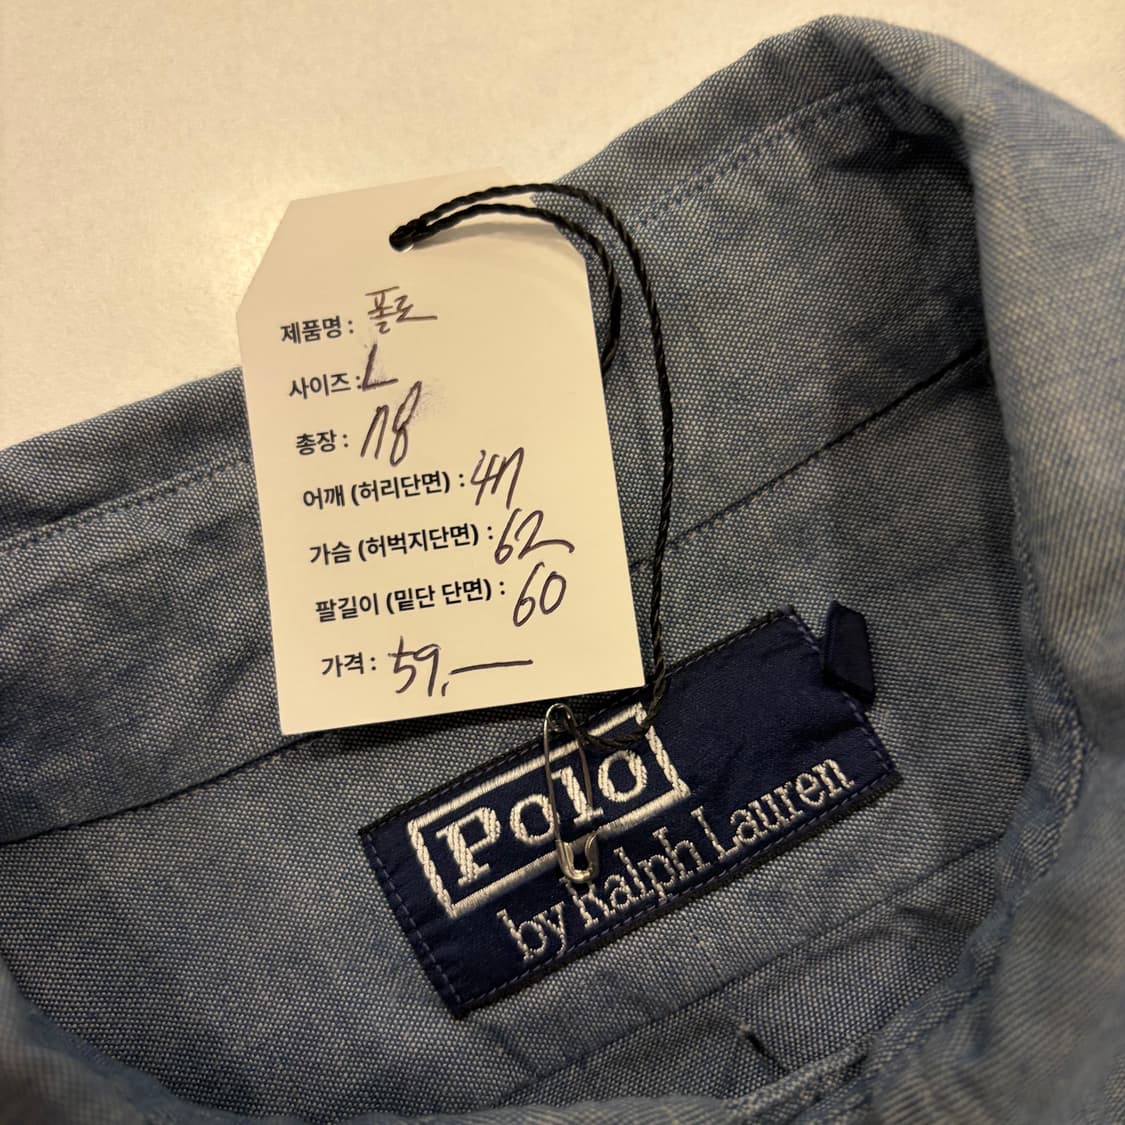 제품명 : 폴로
사이즈 : L
총장 : 78
어깨 (허리단면) : 47
가슴 (허벅지단면) : 62
팔길이 (밑단 단면) : 60
가격 : 59,―
Polo
by Ralph Lauren